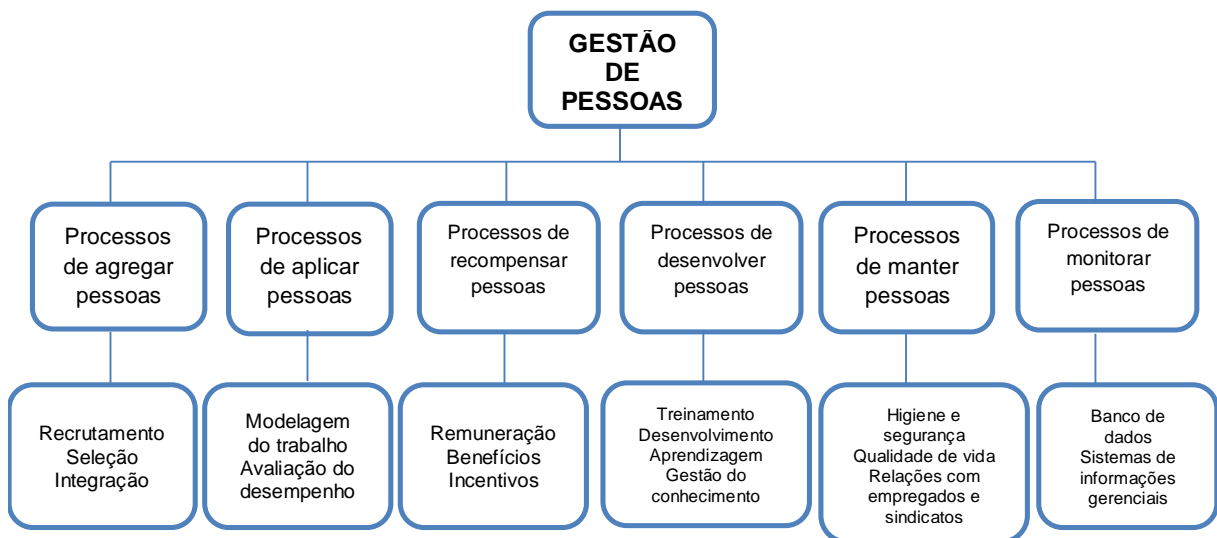 GESTÃO
DE
PESSOAS
Processos
de agregar
pessoas
Processos
de aplicar
pessoas
Processos de
recompensar
pessoas
Processos de
desenvolver
pessoas
Processos
de manter
pessoas
Processos de
monitorar
pessoas
Recrutamento
Seleção
Integração
Modelagem
do trabalho
Avaliação do
desempenho
Remuneração
Benefícios
Incentivos
Treinamento
Desenvolvimento
Aprendizagem
Gestão do
conhecimento
Higiene e
segurança
Qualidade de vida
Relações com
empregados e
sindicatos
Banco de
dados
Sistemas de
informações
gerenciais